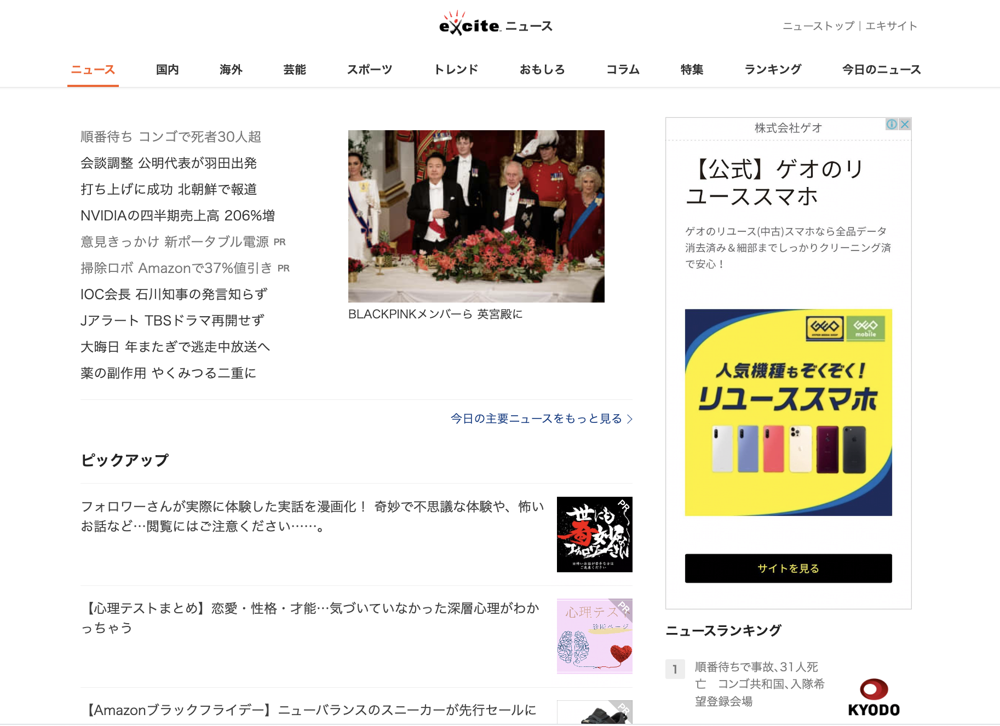 excite ニュース
ニューストップ | エキサイト
ニュース 国内 海外 芸能 スポーツ トレンド おもしろ コラム 特集 ランキング 今日のニュース
順番待ち コンゴで死者30人超
会談調整 公明代表が羽田出発
打ち上げに成功 北朝鮮で報道
NVIDIAの四半期売上高 206%増
意見きっかけ 新ポータブル電源 PR
掃除ロボ Amazonで37%値引き PR
IOC会長 石川知事の発言知らず
Jアラート TBSドラマ再開せず
大晦日 年またぎで逃走中放送へ
薬の副作用 やくみつる二重に
BLACKPINKメンバーら 英宮殿に
今日の主要ニュースをもっと見る
ピックアップ
フォロワーさんが実際に体験した実話を漫画化！ 奇妙で不思議な体験や、怖い
お話など…閲覧にはご注意ください……。
PR
世にも
奇妙な
フォロワーさん
※怖いお話が苦手な方は
ご遠慮ください
【心理テストまとめ】恋愛・性格・才能…気づいていなかった深層心理がわか
っちゃう
PR
心理テスト
診断ページ
【Amazonブラックフライデー】ニューバランスのスニーカーが先行セールに
PR
株式会社ゲオ
【公式】ゲオのリ
ユーススマホ
ゲオのリユース(中古)スマホなら全品データ
消去済み＆細部までしっかりクリーニング済
で安心！
GEO
HYPER MEDIA SHOP
GEO
mobile
人気機種もぞくぞく！
リユーススマホ
サイトを見る
ニュースランキング
1
順番待ちで事故、31人死
亡　コンゴ共和国、入隊希
望登録会場
KYODO